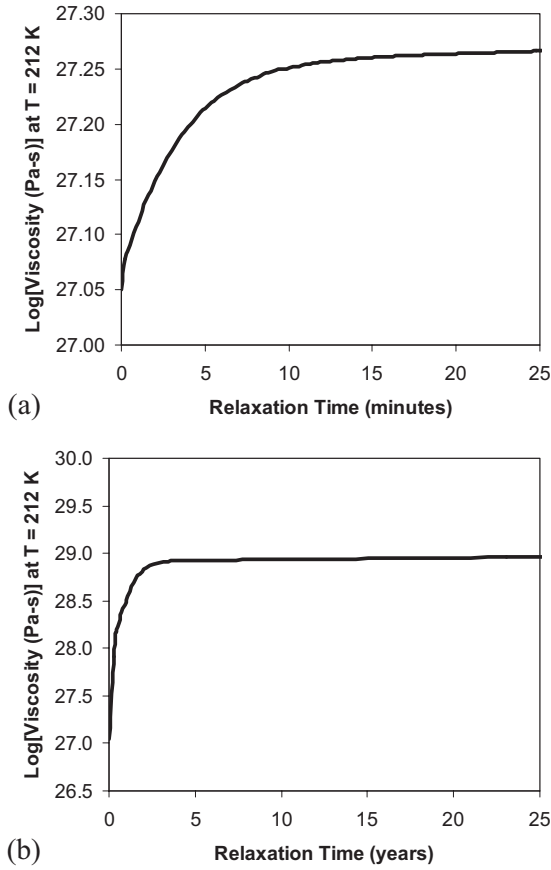 27.30
27.25
27.20
27.15
27.10
27.05
27.00
Log[Viscosity (Pa-s)] at T = 212 K
0 5 10 15 20 25
Relaxation Time (minutes)
(a)
30.0
29.5
29.0
28.5
28.0
27.5
27.0
26.5
Log[Viscosity (Pa-s)] at T = 212 K
0 5 10 15 20 25
Relaxation Time (years)
(b)